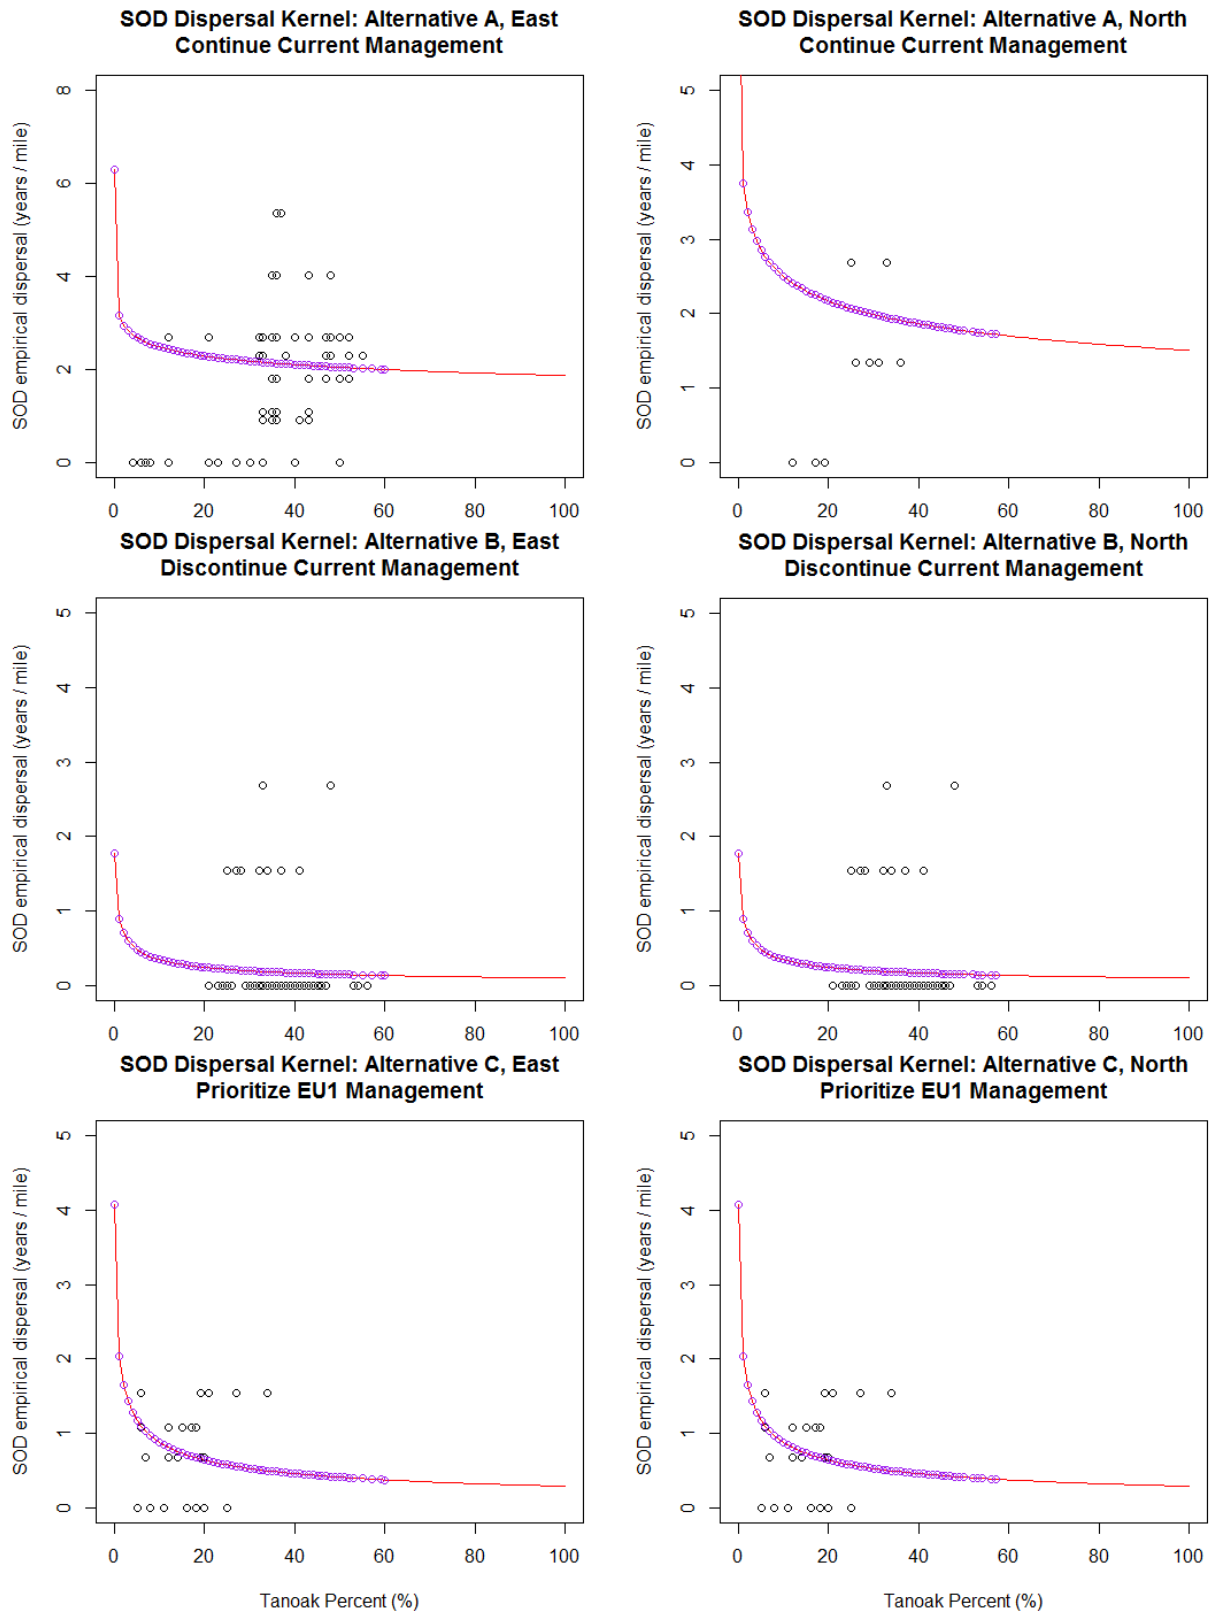 SOD Dispersal Kernel: Alternative A, East
Continue Current Management
SOD empirical dispersal (years / mile)
8
6
4
2
0
0 20 40 60 80 100
SOD Dispersal Kernel: Alternative A, North
Continue Current Management
SOD empirical dispersal (years / mile)
5
4
3
2
1
0
0 20 40 60 80 100
SOD Dispersal Kernel: Alternative B, East
Discontinue Current Management
SOD empirical dispersal (years / mile)
5
4
3
2
1
0
0 20 40 60 80 100
SOD Dispersal Kernel: Alternative B, North
Discontinue Current Management
SOD empirical dispersal (years / mile)
5
4
3
2
1
0
0 20 40 60 80 100
SOD Dispersal Kernel: Alternative C, East
Prioritize EU1 Management
SOD empirical dispersal (years / mile)
5
4
3
2
1
0
0 20 40 60 80 100
Tanoak Percent (%)
SOD Dispersal Kernel: Alternative C, North
Prioritize EU1 Management
SOD empirical dispersal (years / mile)
5
4
3
2
1
0
0 20 40 60 80 100
Tanoak Percent (%)